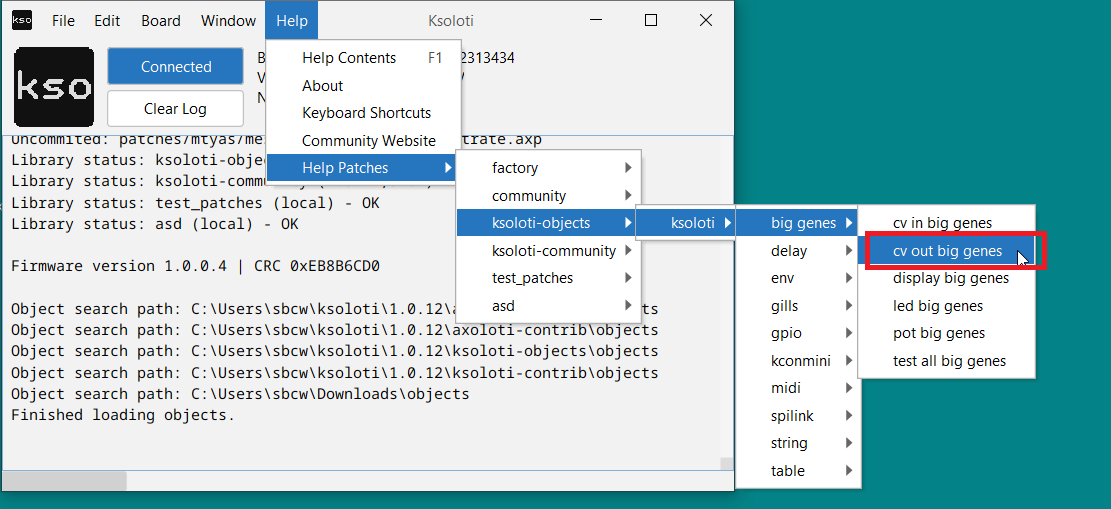 kso File Edit Board Window Help Ksoloti
kso
Connected
Clear Log
B 2313434
V
N
Help Contents F1
About
Keyboard Shortcuts
Community Website
Help Patches
Uncommited: patches/mtyas/me trate.axp
Library status: ksoloti-obje
Library status: ksoloti-commu
Library status: test_patches (local) - OK
Library status: asd (local) - OK
Firmware version 1.0.0.4 | CRC 0xEB8B6CD0
Object search path: C:\Users\sbcw\ksoloti\1.0.12\a ects
Object search path: C:\Users\sbcw\ksoloti\1.0.12\axoloti-contrib\objects
Object search path: C:\Users\sbcw\ksoloti\1.0.12\ksoloti-objects\objects
Object search path: C:\Users\sbcw\ksoloti\1.0.12\ksoloti-contrib\objects
Object search path: C:\Users\sbcw\Downloads\objects
Finished loading objects.
factory
community
ksoloti-objects
ksoloti-community
test_patches
asd
ksoloti
big genes
delay
env
gills
gpio
kconmini
midi
spilink
string
table
cv in big genes
cv out big genes
display big genes
led big genes
pot big genes
test all big genes